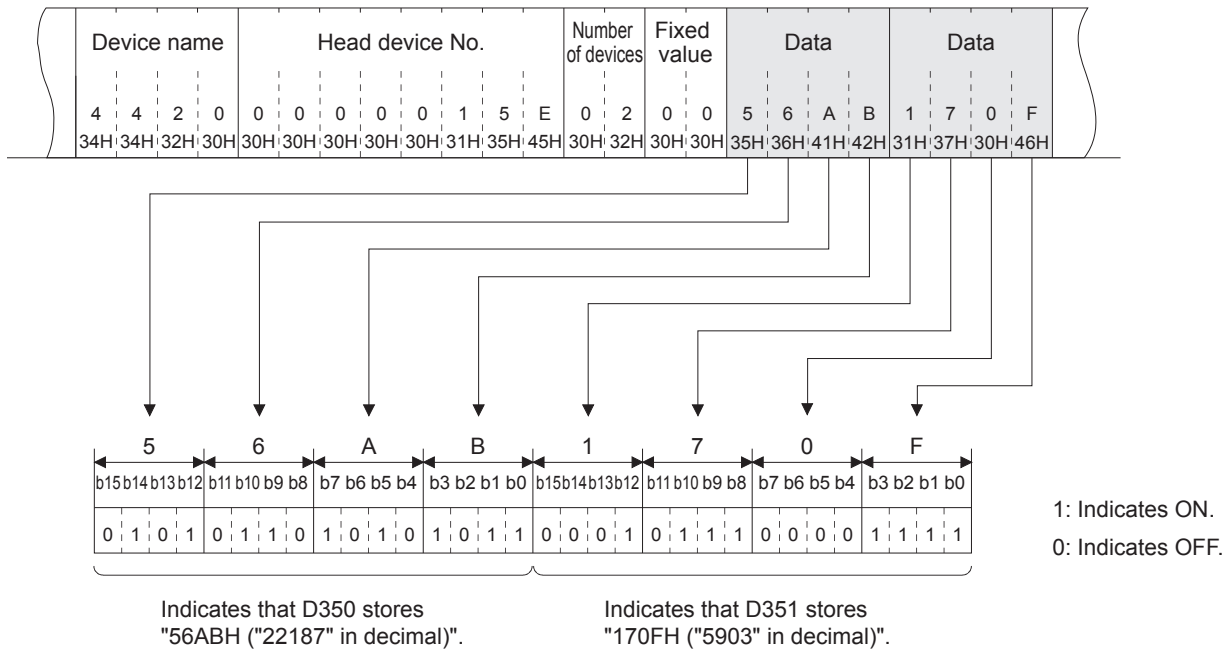 Device name Head device No. Number of devices Fixed value Data Data
4 4 2 0 0 0 0 0 0 1 5 E 0 2 0 0 5 6 A B 1 7 0 F
34H 34H 32H 30H 30H 30H 30H 30H 30H 31H 35H 45H 30H 32H 30H 30H 35H 36H 41H 42H 31H 37H 30H 46H
5 6 A B 1 7 0 F
b15 b14 b13 b12 b11 b10 b9 b8 b7 b6 b5 b4 b3 b2 b1 b0 b15 b14 b13 b12 b11 b10 b9 b8 b7 b6 b5 b4 b3 b2 b1 b0
0 1 0 1 0 1 1 0 1 0 1 0 1 0 1 1 0 0 0 1 0 1 1 1 0 0 0 0 1 1 1 1
1: Indicates ON.
0: Indicates OFF.
Indicates that D350 stores
"56ABH ("22187" in decimal)".
Indicates that D351 stores
"170FH ("5903" in decimal)".